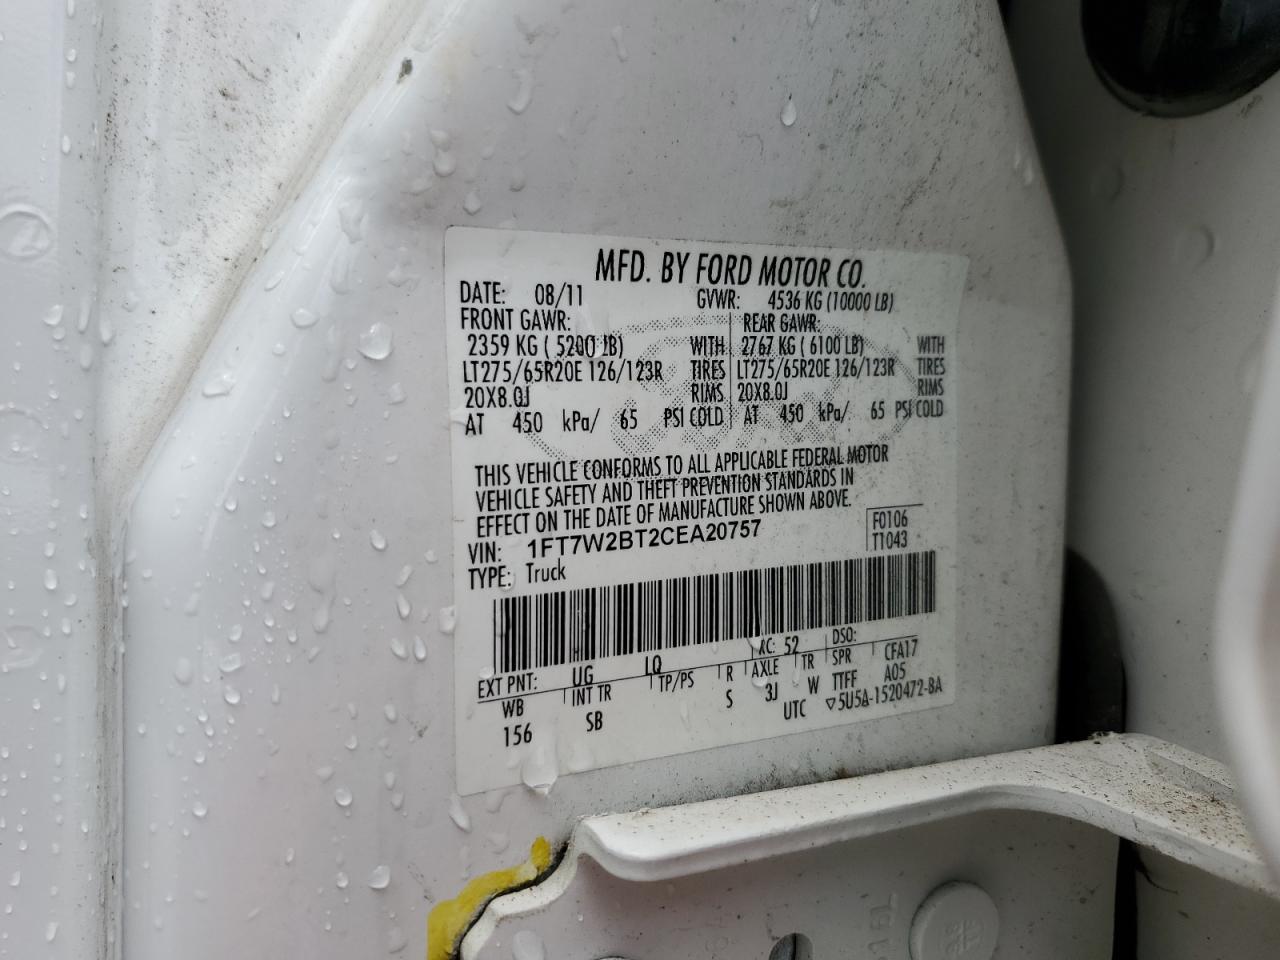 MFD. BY FORD MOTOR CO.
DATE: 08/11 GVWR: 4536 KG (10000 LB)
FRONT GAWR: REAR GAWR:
2359 KG ( 5200 LB) WITH 2767 KG ( 6100 LB) WITH
LT275/65R20E 126/123R TIRES LT275/65R20E 126/123R TIRES
20X8.0J RIMS 20X8.0J RIMS
AT 450 kPa/ 65 PSI COLD AT 450 kPa/ 65 PSI COLD
THIS VEHICLE CONFORMS TO ALL APPLICABLE FEDERAL MOTOR
VEHICLE SAFETY AND THEFT PREVENTION STANDARDS IN
EFFECT ON THE DATE OF MANUFACTURE SHOWN ABOVE.
VIN: 1FT7W2BT2CEA20757 F0106
TYPE: Truck T1043
EXT PNT: UG LQ RC: 52 DSO:
WB INT TR TP/PS R AXLE TR SPR CFA17
156 SB S 3J W TTFF A05
UTC ▽5U5A-1520472-BA